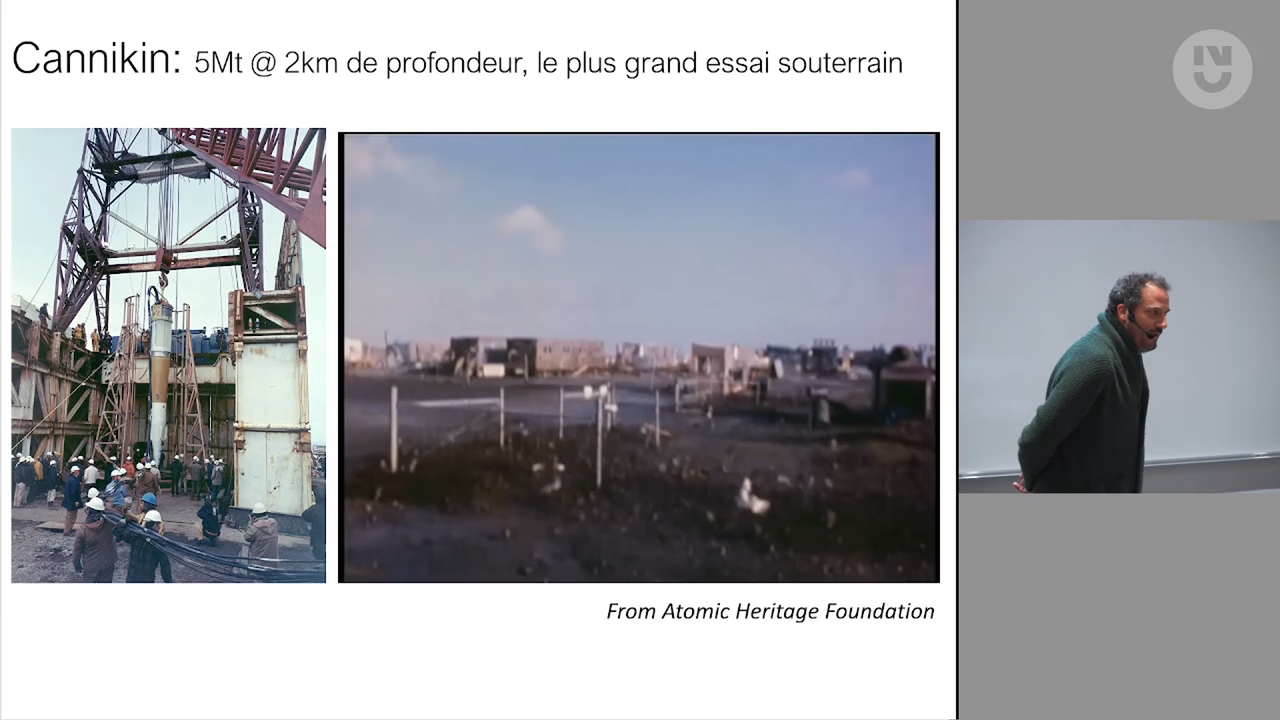 Cannikin: 5Mt @ 2km de profondeur, le plus grand essai souterrain
From Atomic Heritage Foundation